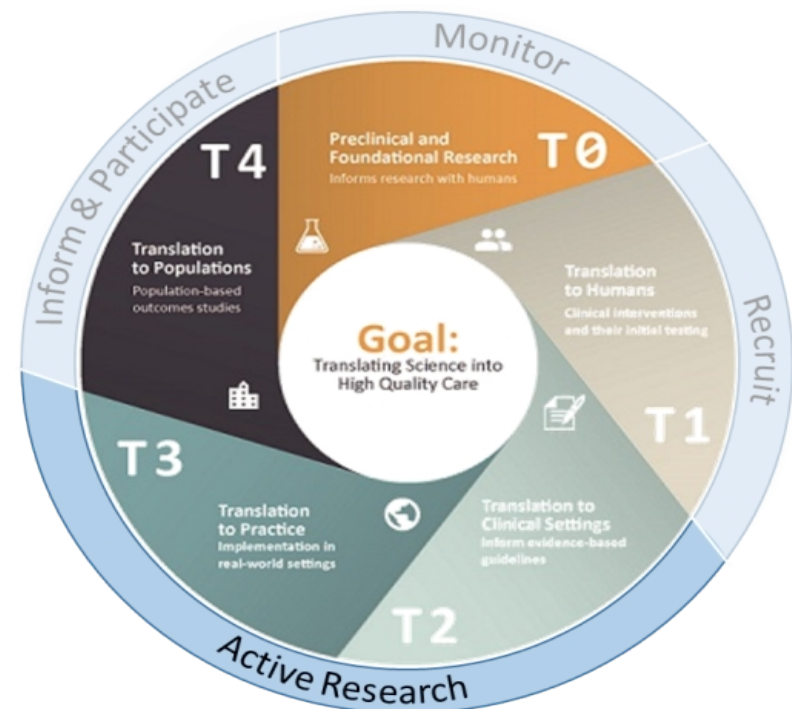 Monitor
Inform & Participate
Recruit
Active Research
T0
Preclinical and
Foundational Research
Informs research with humans
T1
Translation
to Humans
Clinical interventions
and their initial testing
T2
Translation to
Clinical Settings
Inform evidence-based
guidelines
T3
Translation
to Practice
Implementation in
real-world settings
T4
Translation
to Populations
Population-based
outcomes studies
Goal:
Translating Science into
High Quality Care